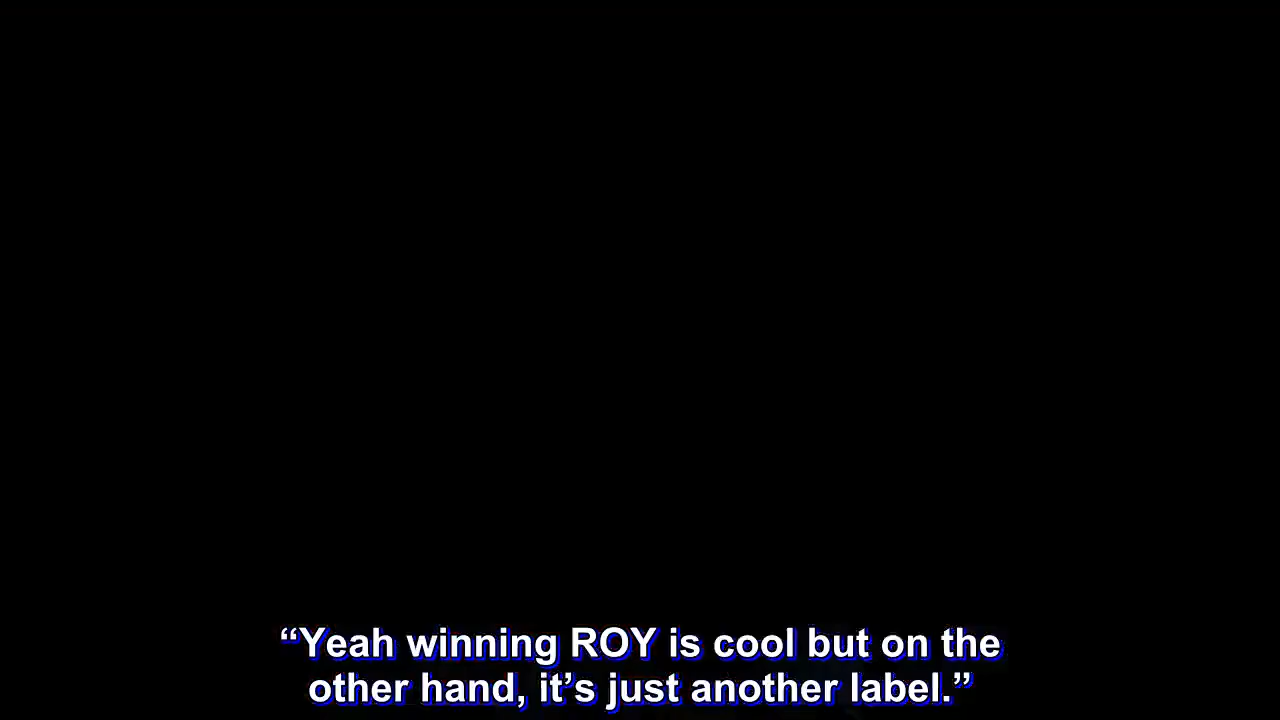 “Yeah winning ROY is cool but on the
other hand, it’s just another label.”